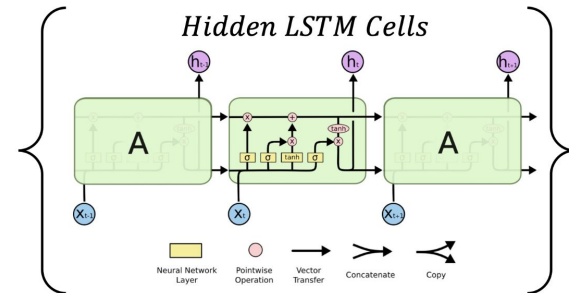 Hidden LSTM Cells
ht-1
ht
ht+1
A
x
+
tanh
x
x
σ
σ
tanh
σ
A
Xt-1
Xt
Xt+1
Neural Network
Layer
Pointwise
Operation
Vector
Transfer
Concatenate
Copy